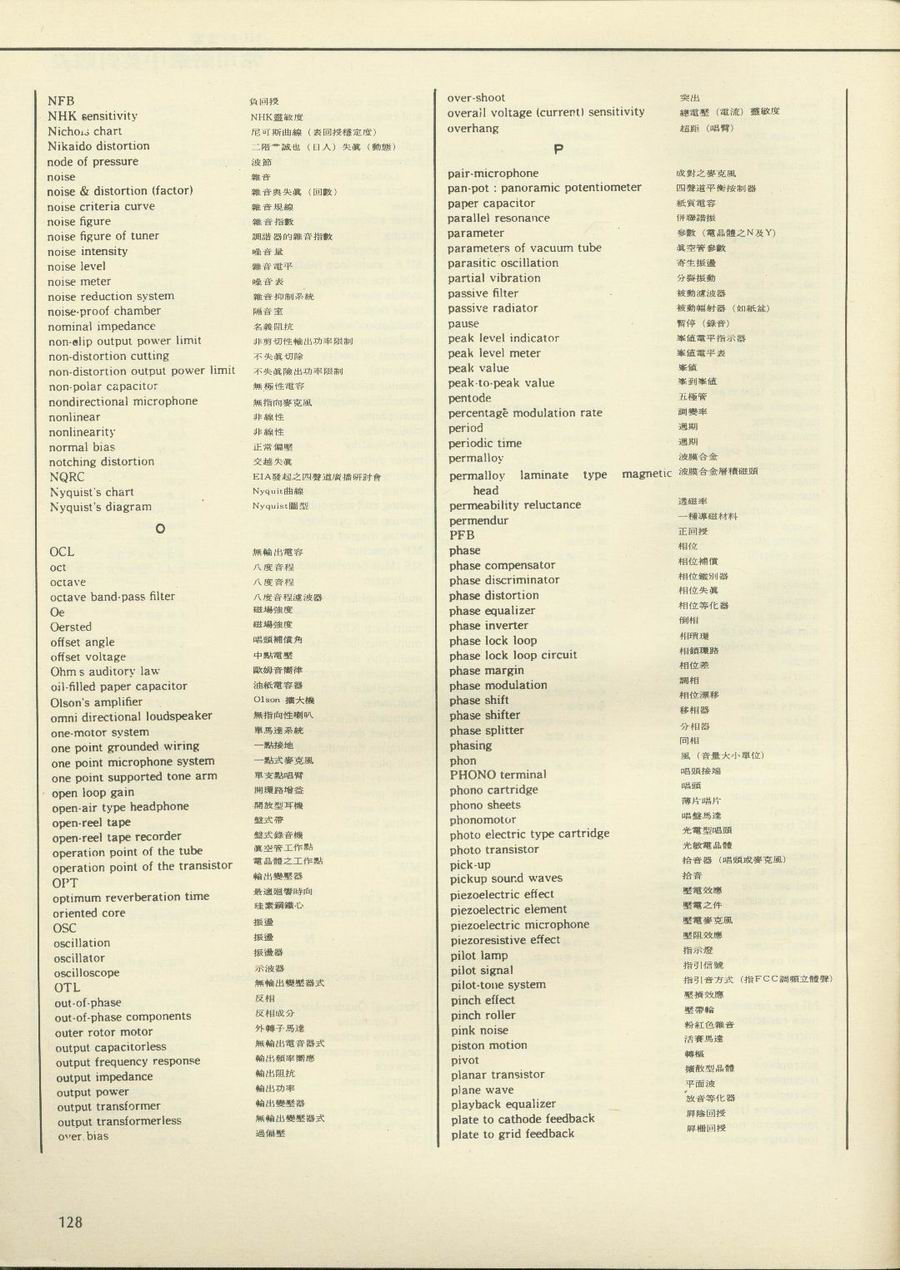 NFB 負回授
NHK sensitivity NHK靈敏度
Nichols chart 尼可斯曲線（表回授穩定度）
Nikaido distortion 二階堂誠也（日人）失眞（動態）
node of pressure 波節
noise 雜音
noise & distortion (factor) 雜音與失眞（因數）
noise criteria curve 雜音規線
noise figure 雜音指數
noise figure of tuner 調諧器的雜音指數
noise intensity 噪音量
noise level 雜音電平
noise meter 噪音表
noise reduction system 雜音抑制系統
noise-proof chamber 隔音室
nominal impedance 名義阻抗
non-clip output power limit 非剪切性輸出功率限制
non-distortion cutting 不失眞切除
non-distortion output power limit 不失眞輸出功率限制
non-polar capacitor 無極性電容
nondirectional microphone 無指向麥克風
nonlinear 非線性
nonlinearity 非線性
normal bias 正常偏壓
notching distortion 交越失眞
NQRC EIA發起之四聲道廣播研討會
Nyquist's chart Nyquit曲線
Nyquist's diagram Nyquist圖型
O
OCL 無輸出電容
oct 八度音程
octave 八度音程
octave band-pass filter 八度音程濾波器
Oe 磁場強度
Oersted 磁場強度
offset angle 唱頭補償角
offset voltage 中點電壓
Ohm s auditory law 歐姆音響律
oil-filled paper capacitor 油紙電容器
Olson's amplifier Olson 擴大機
omni directional loudspeaker 無指向性喇叭
one-motor system 單馬達系統
one point grounded wiring 一點接地
one point microphone system 一點式麥克風
one point supported tone arm 單支點唱臂
open loop gain 開環路增益
open-air type headphone 開放型耳機
open-reel tape 盤式帶
open-reel tape recorder 盤式錄音機
operation point of the tube 眞空管工作點
operation point of the transistor 電晶體之工作點
OPT 輸出變壓器
optimum reverberation time 最適廻響時間
oriented core 硅素鋼鐵心
OSC 振盪
oscillation 振盪
oscillator 振盪器
oscilloscope 示波器
OTL 無輸出變壓器式
out-of-phase 反相
out-of-phase components 反相成分
outer rotor motor 外轉子馬達
output capacitorless 無輸出電音器式
output frequency response 輸出頻率響應
output impedance 輸出阻抗
output power 輸出功率
output transformer 輸出變壓器
output transformerless 無輸出變壓器式
over.bias 過偏壓
over-shoot 突出
overall voltage (current) sensitivity 總電壓（電流）靈敏度
overhang 超距（唱臂）
P
pair-microphone 成對之麥克風
pan-pot : panoramic potentiometer 四聲道平衡按制器
paper capacitor 紙質電容
parallel resonance 併聯諧振
parameter 參數（電晶體之N及Y）
parameters of vacuum tube 眞空管參數
parasitic oscillation 寄生振盪
partial vibration 分裂振動
passive filter 被動濾波器
passive radiator 被動輻射器（如紙盆）
pause 暫停（錄音）
peak level indicator 峯值電平指示器
peak level meter 峯值電平表
peak value 峯值
peak-to-peak value 峯到峯値
pentode 五極管
percentage modulation rate 調變率
period 週期
periodic time 週期
permalloy 波膜合金
permalloy laminate type magnetic 波膜合金層積磁頭
head
permeability reluctance 透磁率
permendur 一種導磁材料
PFB 正回授
phase 相位
phase compensator 相位補償
phase discriminator 相位鑑別器
phase distortion 相位失眞
phase equalizer 相位等化器
phase inverter 倒相
phase lock loop 相鎖環
phase lock loop circuit 相鎖環路
phase margin 相位差
phase modulation 調相
phase shift 相位漂移
phase shifter 移相器
phase splitter 分相器
phasing 同相
phon 風（音量大小單位）
PHONO terminal 唱頭接端
phono cartridge 唱頭
phono sheets 薄片唱片
phonomotor 唱盤馬達
photo electric type cartridge 光電型唱頭
photo transistor 光敏電晶體
pick-up 拾音器（唱頭或麥克風）
pickup sound waves 拾音
piezoelectric effect 壓電效應
piezoelectric element 壓電之件
piezoelectric microphone 壓電麥克風
piezoresistive effect 壓阻效應
pilot lamp 指示燈
pilot signal 指引信號
pilot-tone system 指引音方式（指FCC調頻立體聲）
pinch effect 壓擠效應
pinch roller 壓帶輪
pink noise 粉紅色雜音
piston motion 活賽馬達
pivot 轉樞
planar transistor 擴散型晶體
plane wave 平面波
playback equalizer 放音等化器
plate to cathode feedback 屛陰回授
plate to grid feedback 屛柵回授
128